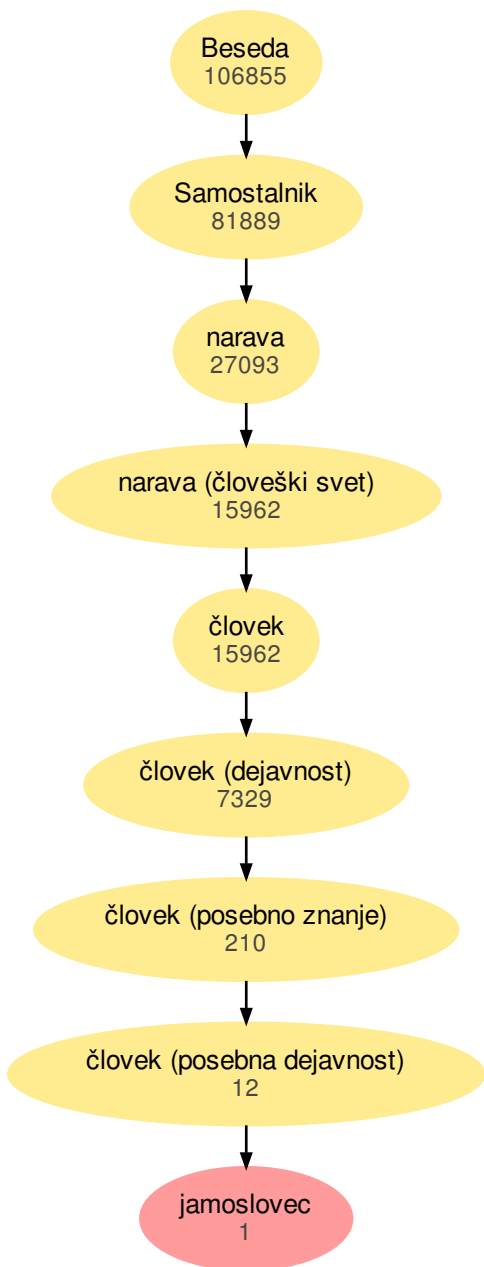 Beseda
106855
Samostalnik
81889
narava
27093
narava (človeški svet)
15962
človek
15962
človek (dejavnost)
7329
človek (posebno znanje)
210
človek (posebna dejavnost)
12
jamoslovec
1